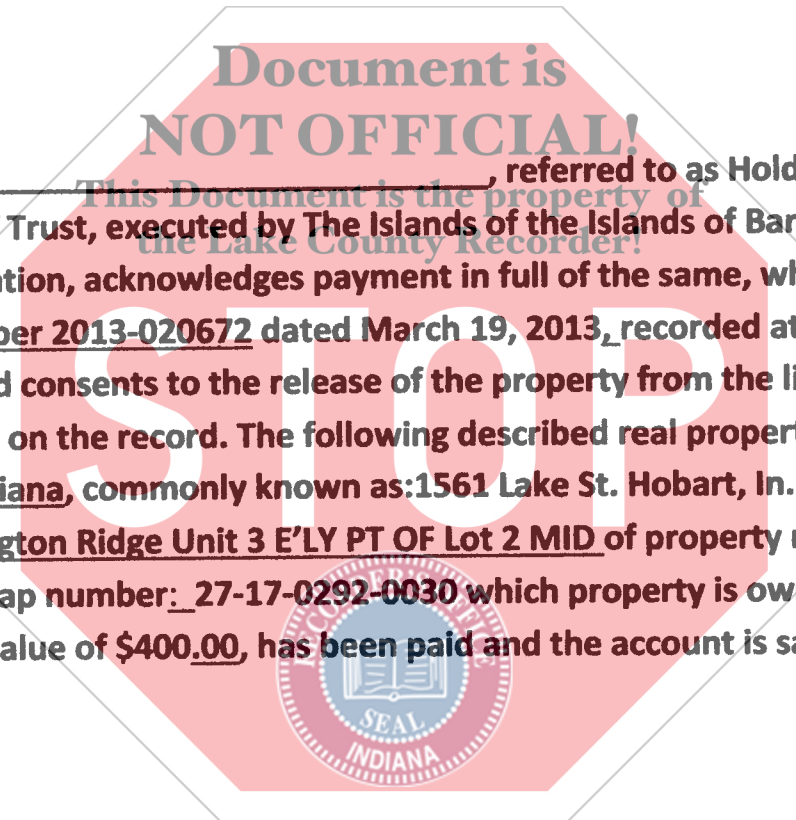 Document is
NOT OFFICIAL!
, referred to as Hold
This Document is the property of
Trust, executed by The Islands of the Islands of Bar
the Lake County Recorder!
tion, acknowledges payment in full of the same, wh
ber 2013-020672 dated March 19, 2013, recorded at
d consents to the release of the property from the li
on the record. The following described real propert
STOP
iana, commonly known as:1561 Lake St. Hobart, In.
gton Ridge Unit 3 E'LY PT OF Lot 2 MID of property
ap number: 27-17-0292-0030 which property is ow
alue of $400.00, has been paid and the account is sa
RECORDER'S OFFICE
SEAL
INDIANA